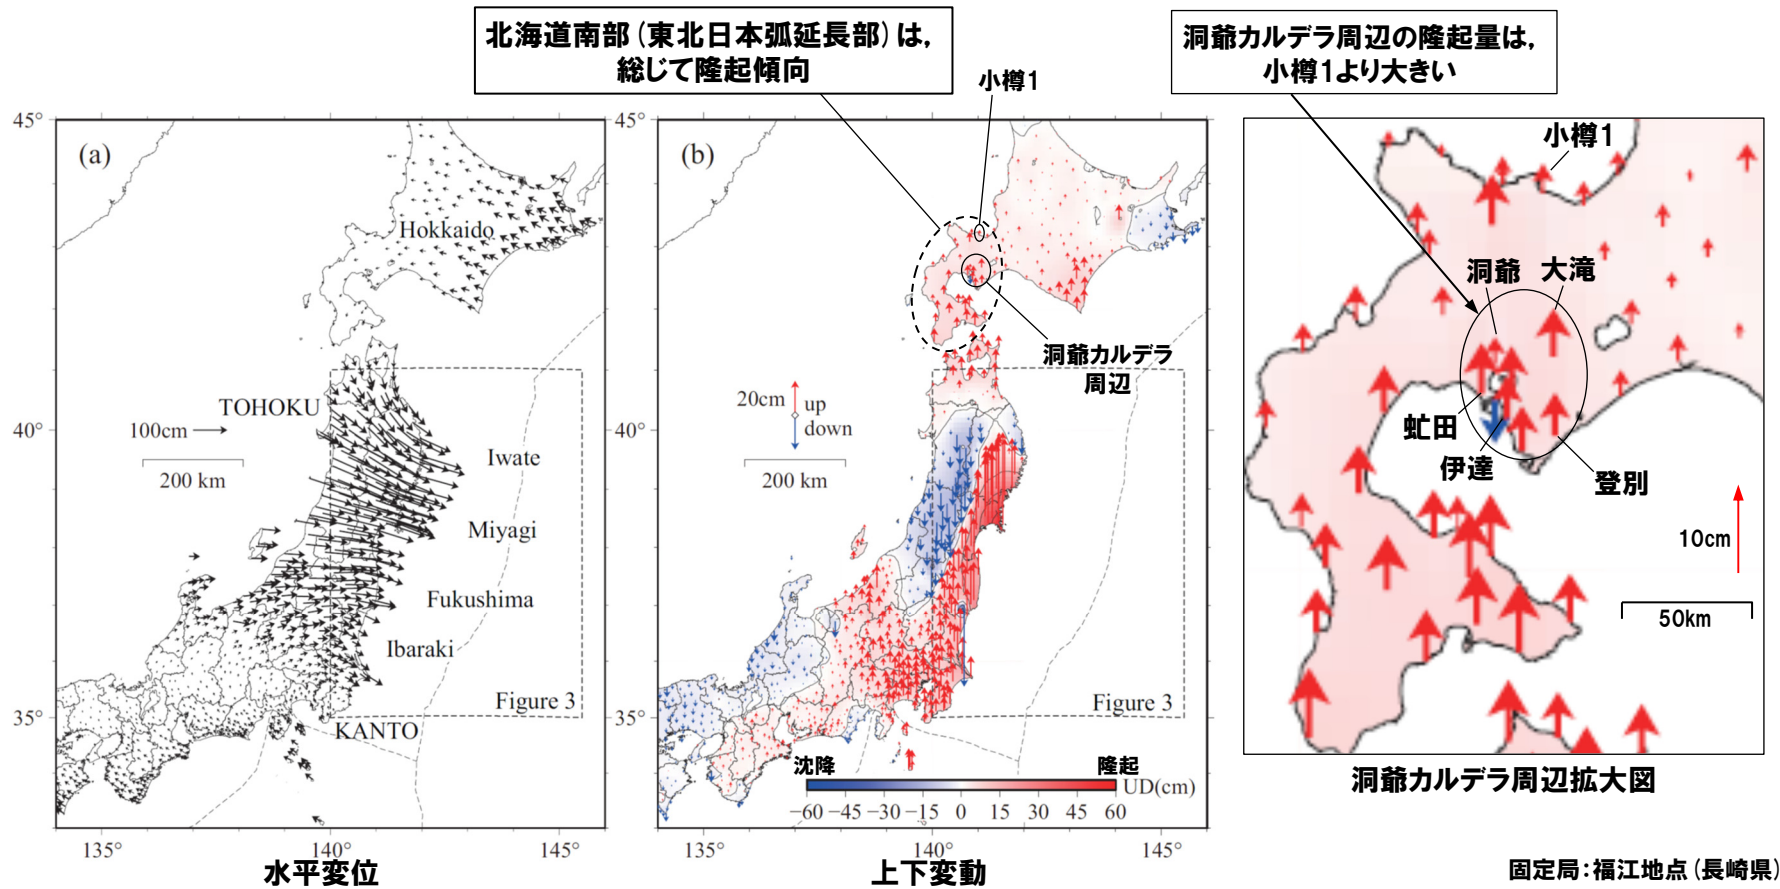 北海道南部(東北日本弧延長部)は,
総じて隆起傾向
洞爺カルデラ周辺の隆起量は,
小樽1より大きい
小樽1
45°
(a)
Hokkaido
TOHOKU
100cm
40°
200 km
Iwate
Miyagi
Fukushima
Ibaraki
Figure 3
35°
KANTO
135°
140°
145°
水平変位
45°
(b)
洞爺カルデラ
周辺
20cm
up
down
40°
200 km
Figure 3
35°
沈降
隆起
UD(cm)
−60 −45 −30 −15 0 15 30 45 60
135°
140°
145°
上下変動
小樽1
洞爺
大滝
虻田
伊達
登別
10cm
50km
洞爺カルデラ周辺拡大図
固定局:福江地点(長崎県)